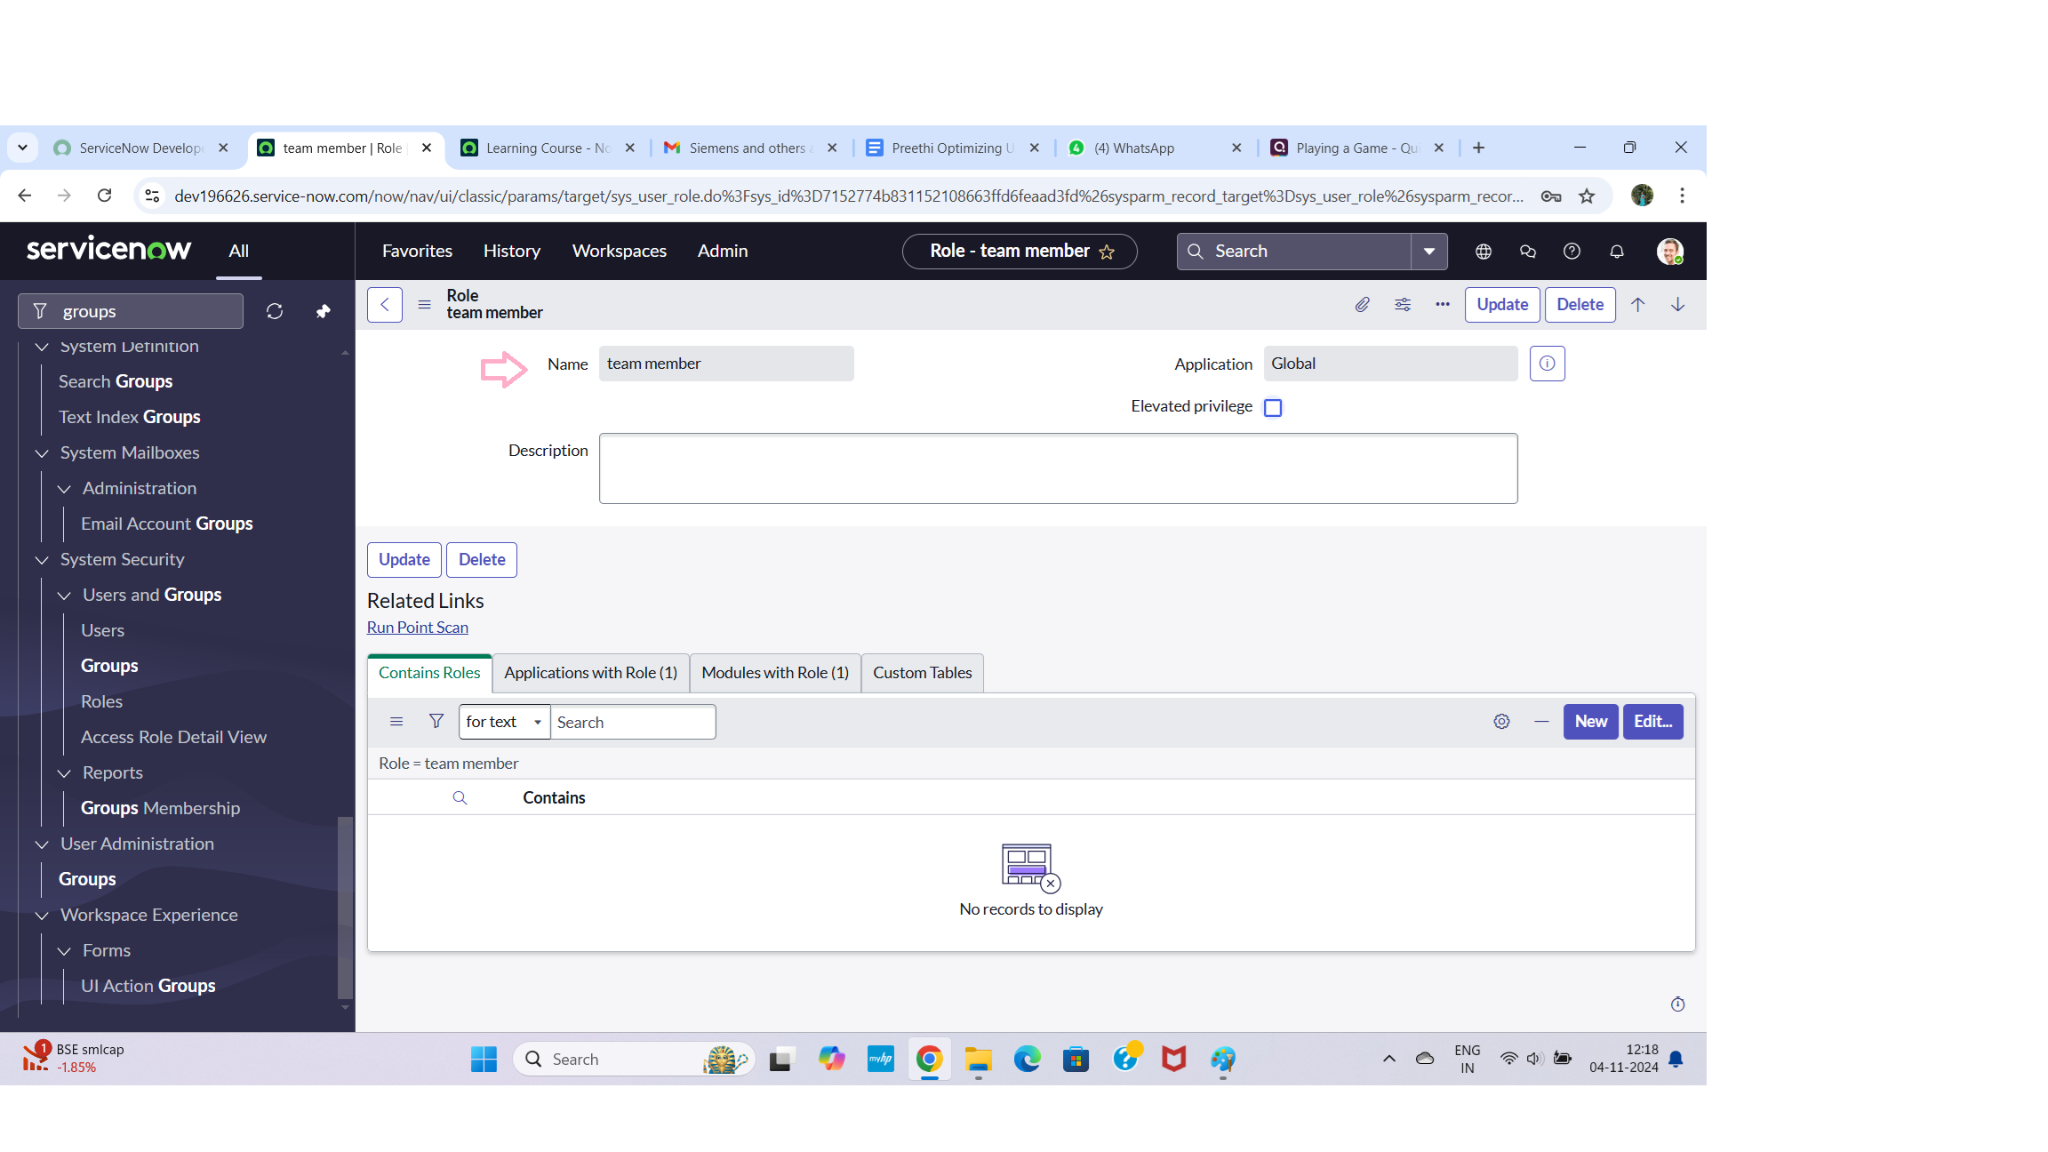 ServiceNow Develop
team member | Role
Learning Course - No
Siemens and others a
Preethi Optimizing U
(4) WhatsApp
Playing a Game - Qu
dev196626.service-now.com/now/nav/ui/classic/params/target/sys_user_role.do%3Fsys_id%3D7152774b831152108663ffd6feaad3fd%26sysparm_record_target%3Dsys_user_role%26sysparm_recor...
servicenow
All
Favorites
History
Workspaces
Admin
Role - team member
Search
groups
System Definition
Search Groups
Text Index Groups
System Mailboxes
Administration
Email Account Groups
System Security
Users and Groups
Users
Groups
Roles
Access Role Detail View
Reports
Groups Membership
User Administration
Groups
Workspace Experience
Forms
UI Action Groups
Role
team member
Update
Delete
Name
team member
Application
Global
Elevated privilege
Description
Update
Delete
Related Links
Run Point Scan
Contains Roles
Applications with Role (1)
Modules with Role (1)
Custom Tables
for text
Search
New
Edit...
Role = team member
Contains
No records to display
1
BSE smlcap
-1.85%
Search
myhp
ENG
IN
12:18
04-11-2024